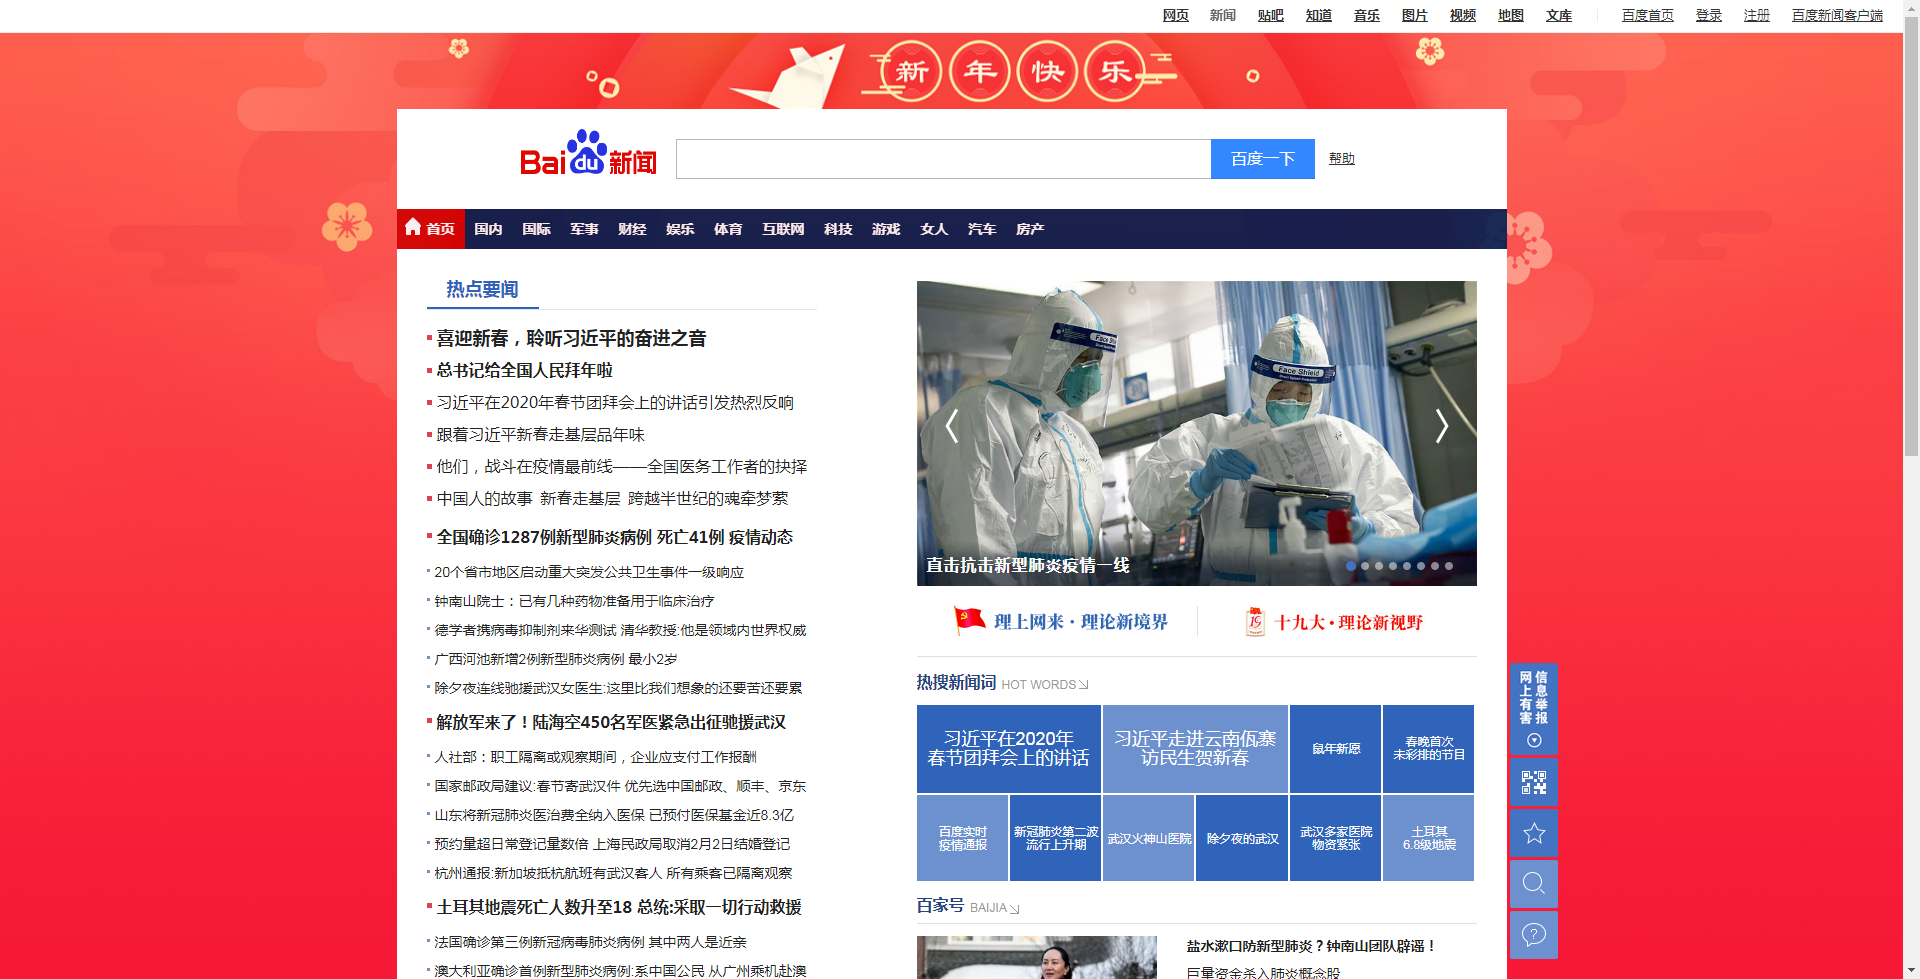 网页 新闻 贴吧 知道 音乐 图片 视频 地图 文库 百度首页 登录 注册 百度新闻客户端
新年快乐
Bai du 新闻 百度一下 帮助
首页 国内 国际 军事 财经 娱乐 体育 互联网 科技 游戏 女人 汽车 房产
热点要闻
喜迎新春，聆听习近平的奋进之音
总书记给全国人民拜年啦
习近平在2020年春节团拜会上的讲话引发热烈反响
跟着习近平新春走基层品年味
他们，战斗在疫情最前线——全国医务工作者的抉择
中国人的故事 新春走基层 跨越半世纪的魂牵梦萦
全国确诊1287例新型肺炎病例 死亡41例 疫情动态
20个省市地区启动重大突发公共卫生事件一级响应
钟南山院士：已有几种药物准备用于临床治疗
德学者携病毒抑制剂来华测试 清华教授:他是领域内世界权威
广西河池新增2例新型肺炎病例 最小2岁
除夕夜连线驰援武汉女医生:这里比我们想象的还要苦还要累
解放军来了！陆海空450名军医紧急出征驰援武汉
人社部：职工隔离或观察期间，企业应支付工作报酬
国家邮政局建议:春节寄武汉件 优先选中国邮政、顺丰、京东
山东将新冠肺炎医治费全纳入医保 已预付医保基金近8.3亿
预约量超日常登记量数倍 上海民政局取消2月2日结婚登记
杭州通报:新加坡抵杭航班有武汉客人 所有乘客已隔离观察
土耳其地震死亡人数升至18 总统:采取一切行动救援
法国确诊第三例新冠病毒肺炎病例 其中两人是近亲
澳大利亚确诊首例新型肺炎病例:系中国公民 从广州乘机赴澳
Face Shi
Face Shield
直击抗击新型肺炎疫情一线
理上网来·理论新境界
19
十九大·理论新视野
热搜新闻词 HOT WORDS
习近平在2020年
春节团拜会上的讲话
习近平走进云南佤寨
访民生贺新春
鼠年新愿
春晚首次
未彩排的节目
百度实时
疫情通报
新冠肺炎第二波
流行上升期
武汉火神山医院
除夕夜的武汉
武汉多家医院
物资紧张
土耳其
6.8级地震
百家号 BAIJIA
盐水漱口防新型肺炎？钟南山团队辟谣！
巨量资金杀入肺炎概念股
网上有害
信息举报